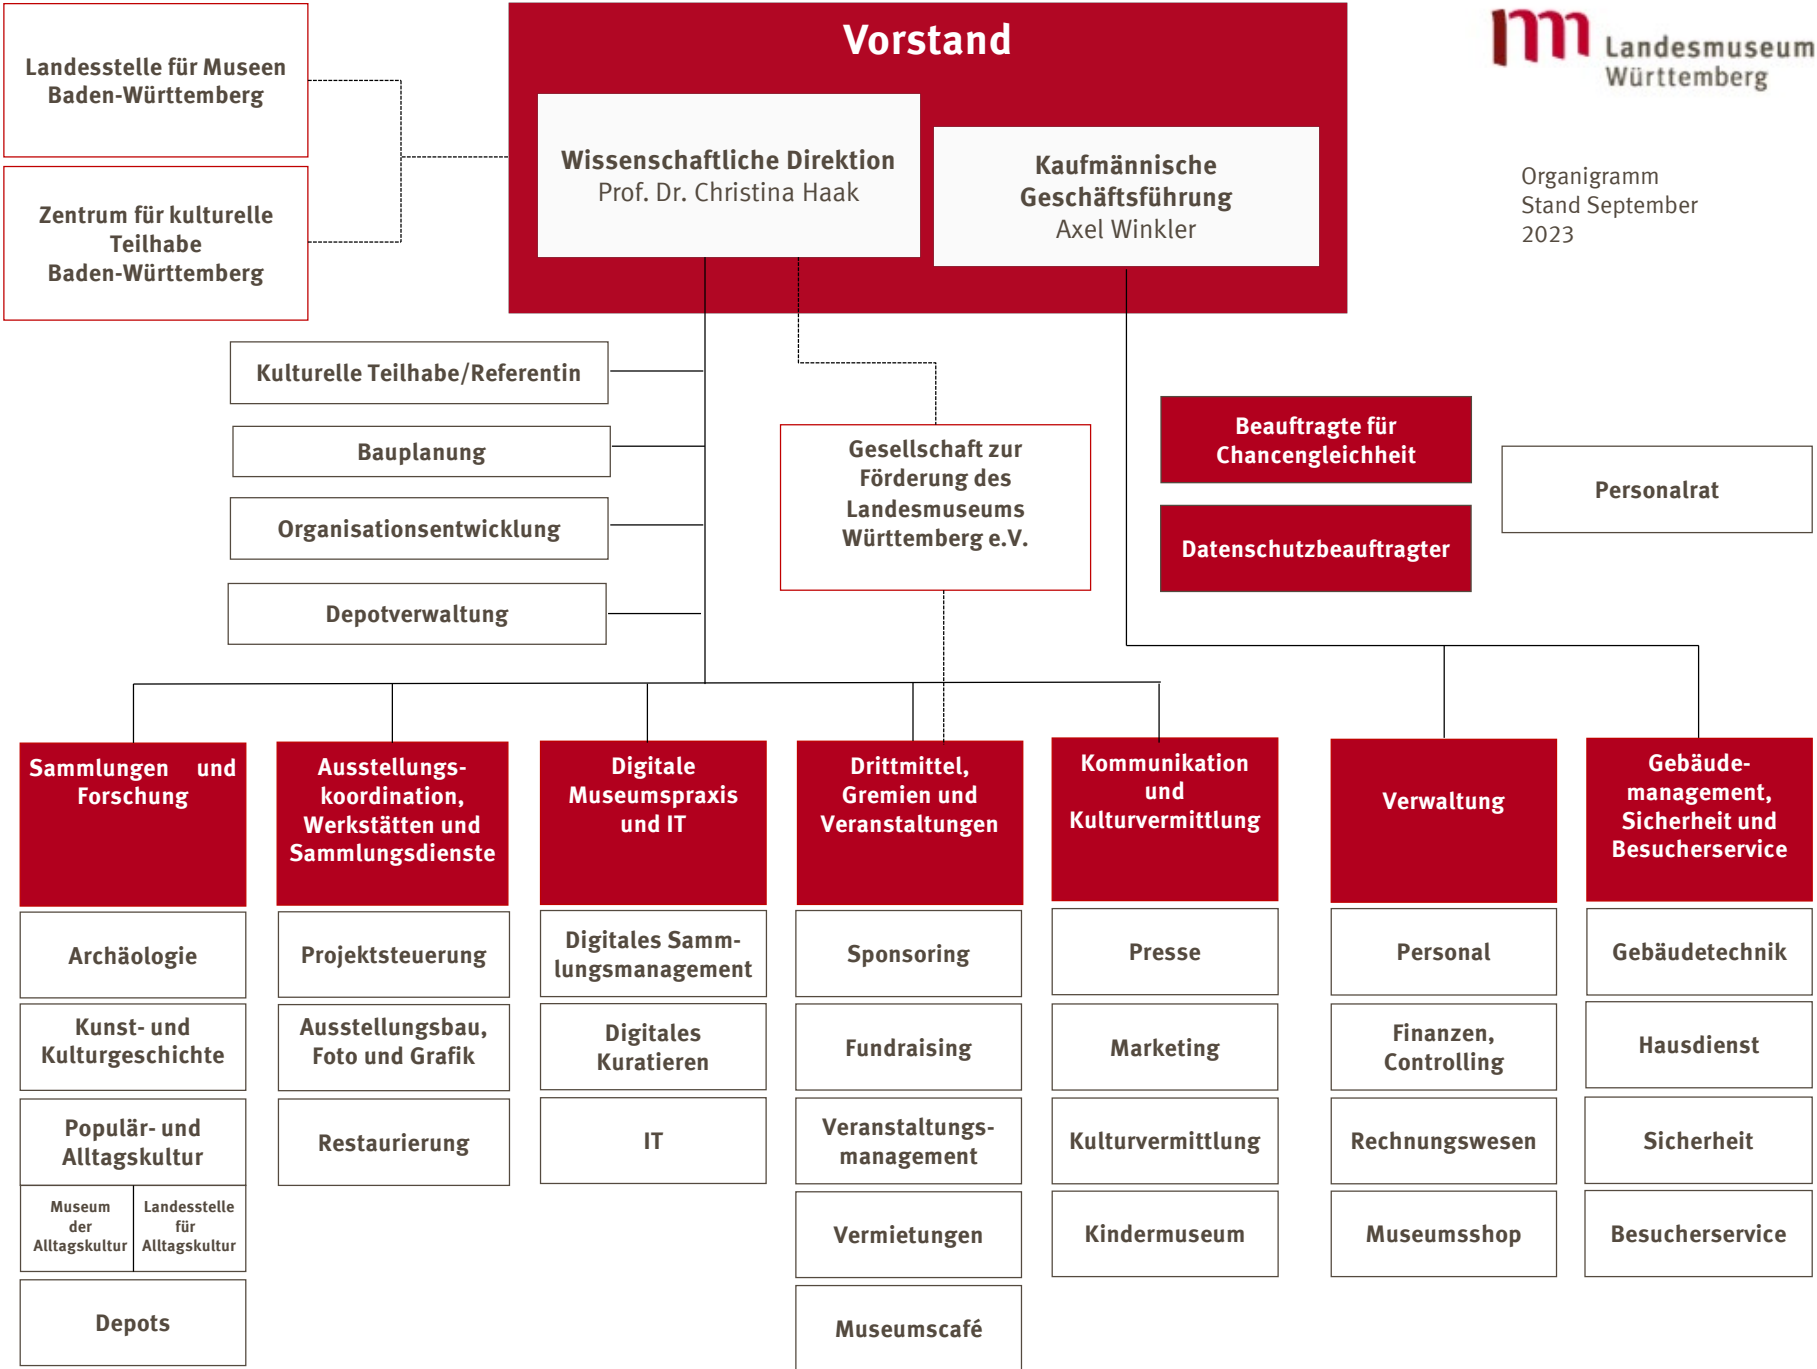 Vorstand
Landesmuseum
Württemberg
Landesstelle für Museen
Baden-Württemberg
Zentrum für kulturelle
Teilhabe
Baden-Württemberg
Wissenschaftliche Direktion
Prof. Dr. Christina Haak
Kaufmännische
Geschäftsführung
Axel Winkler
Organigramm
Stand September
2023
Kulturelle Teilhabe/Referentin
Bauplanung
Organisationsentwicklung
Depotverwaltung
Gesellschaft zur
Förderung des
Landesmuseums
Württemberg e.V.
Beauftragte für
Chancengleichheit
Datenschutzbeauftragter
Personalrat
Sammlungen und
Forschung
Archäologie
Kunst- und
Kulturgeschichte
Populär- und
Alltagskultur
Museum
der
Alltagskultur
Landesstelle
für
Alltagskultur
Depots
Ausstellungs-
koordination,
Werkstätten und
Sammlungsdienste
Projektsteuerung
Ausstellungsbau,
Foto und Grafik
Restaurierung
Digitale
Museumspraxis
und IT
Digitales Samm-
lungsmanagement
Digitales
Kuratieren
IT
Drittmittel,
Gremien und
Veranstaltungen
Sponsoring
Fundraising
Veranstaltungs-
management
Vermietungen
Museumscafé
Kommunikation
und
Kulturvermittlung
Presse
Marketing
Kulturvermittlung
Kindermuseum
Verwaltung
Personal
Finanzen,
Controlling
Rechnungswesen
Museumsshop
Gebäude-
management,
Sicherheit und
Besucherservice
Gebäudetechnik
Hausdienst
Sicherheit
Besucherservice